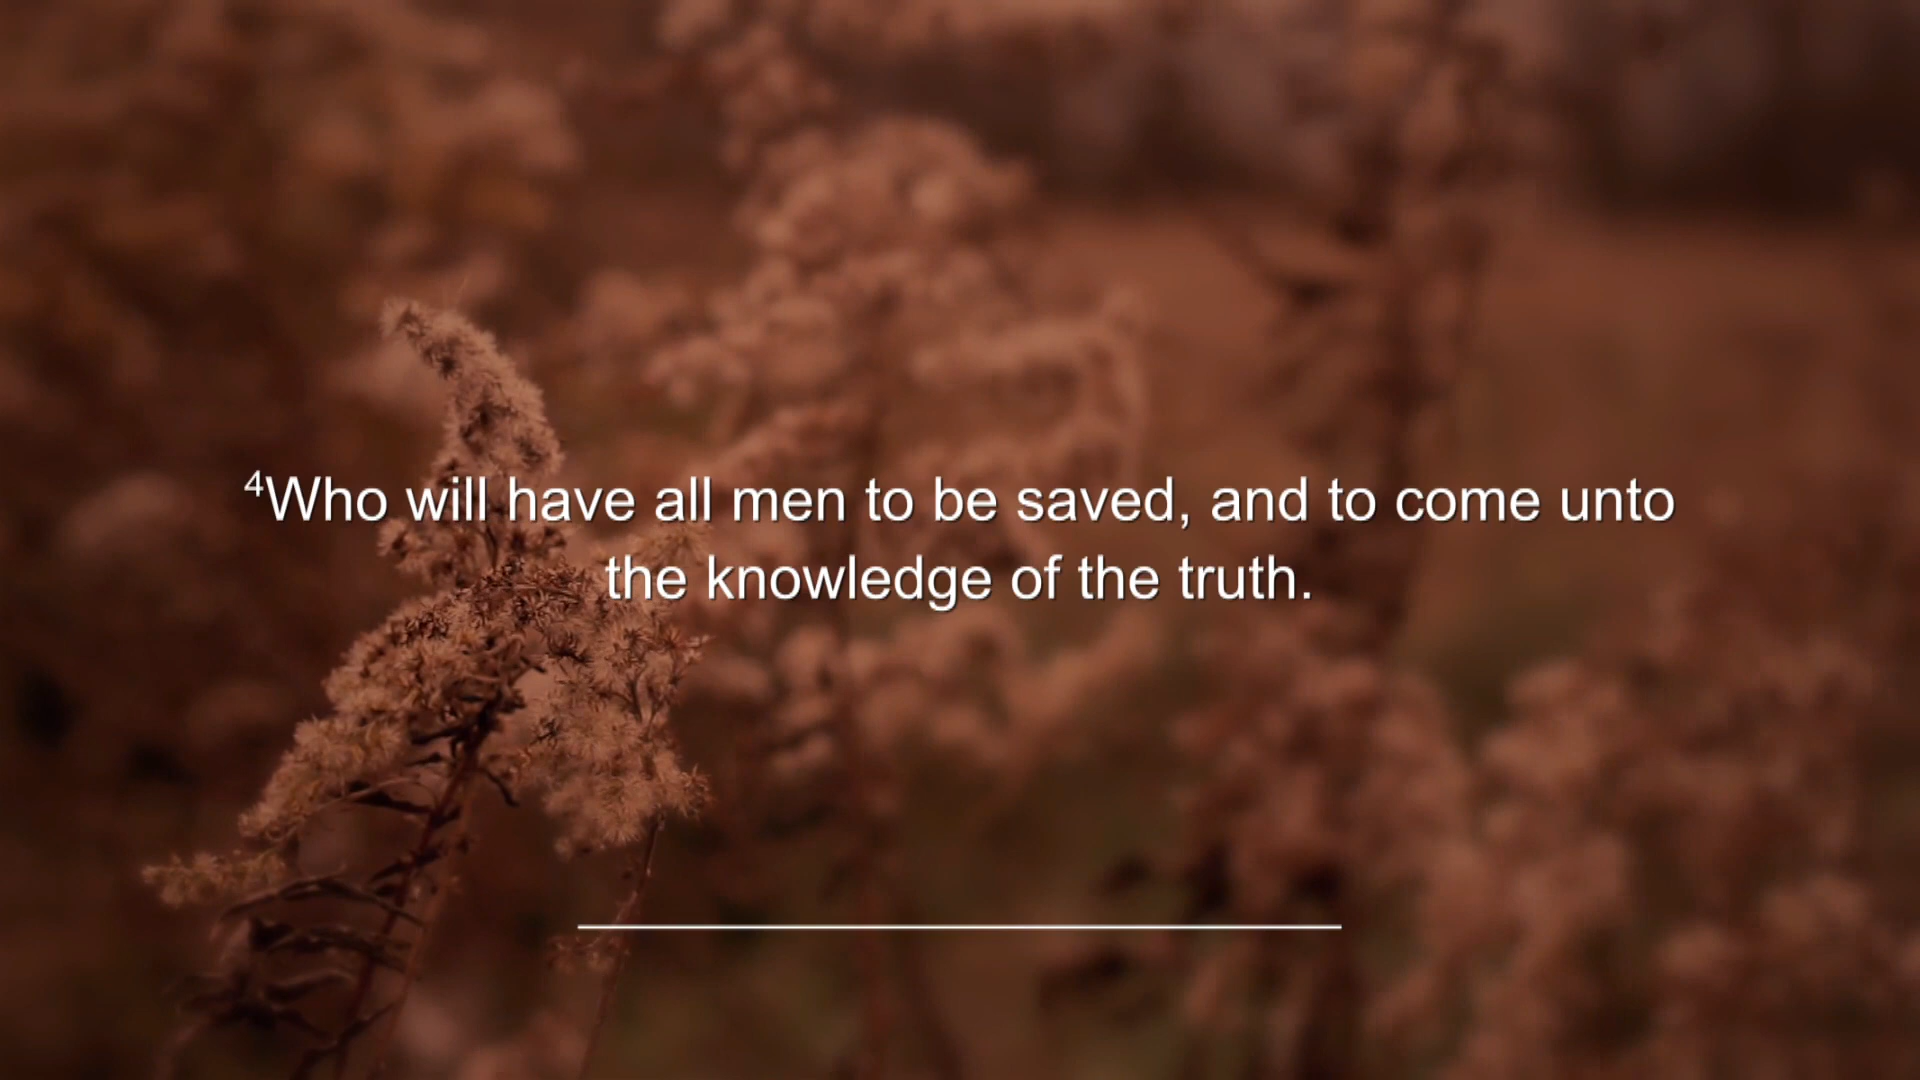 ⁴Who will have all men to be saved, and to come unto
the knowledge of the truth.